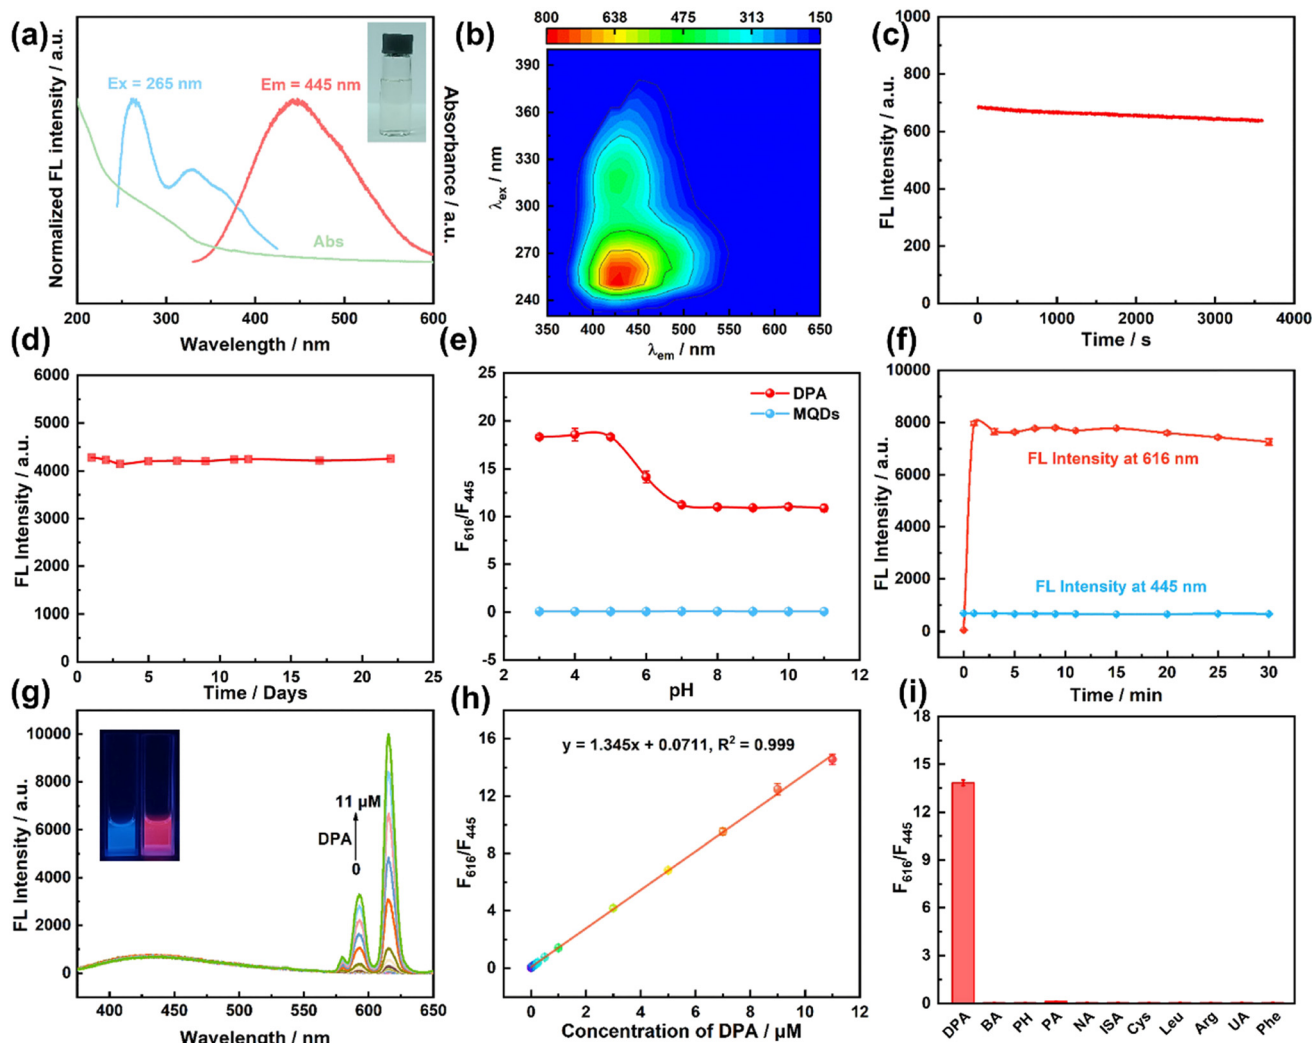 (a)
Normalized FL intensity / a.u.
Ex = 265 nm
Em = 445 nm
Abs
Absorbance / a.u.
200 300 400 500 600
Wavelength / nm
(b)
800 638 475 313 150
λex / nm
390
330
300
270
240
350 400 450 500 550 600 650
λem / nm
(c)
FL Intensity / a.u.
1000
800
600
400
200
0
0 1000 2000 3000 4000
Time / s
(d)
FL Intensity / a.u.
6000
5000
4000
3000
2000
1000
0
0 5 10 15 20 25
Time / Days
(e)
F616/F445
25
20
15
10
5
0
-5
DPA
MQDs
2 4 6 8 10 12
pH
(f)
FL Intensity / a.u.
10000
8000
6000
4000
2000
0
FL Intensity at 616 nm
FL Intensity at 445 nm
0 5 10 15 20 25 30
Time / min
(g)
FL Intensity / a.u.
10000
8000
6000
4000
2000
0
11 μM
DPA
0
400 450 500 550 600 650
Wavelength / nm
(h)
F616/F445
16
12
8
4
0
y = 1.345x + 0.0711, R² = 0.999
0 2 4 6 8 10 12
Concentration of DPA / μM
(i)
F616/F445
18
15
12
9
6
3
0
DPA BA PH PA NA ISA Cys Leu Arg UA Phe